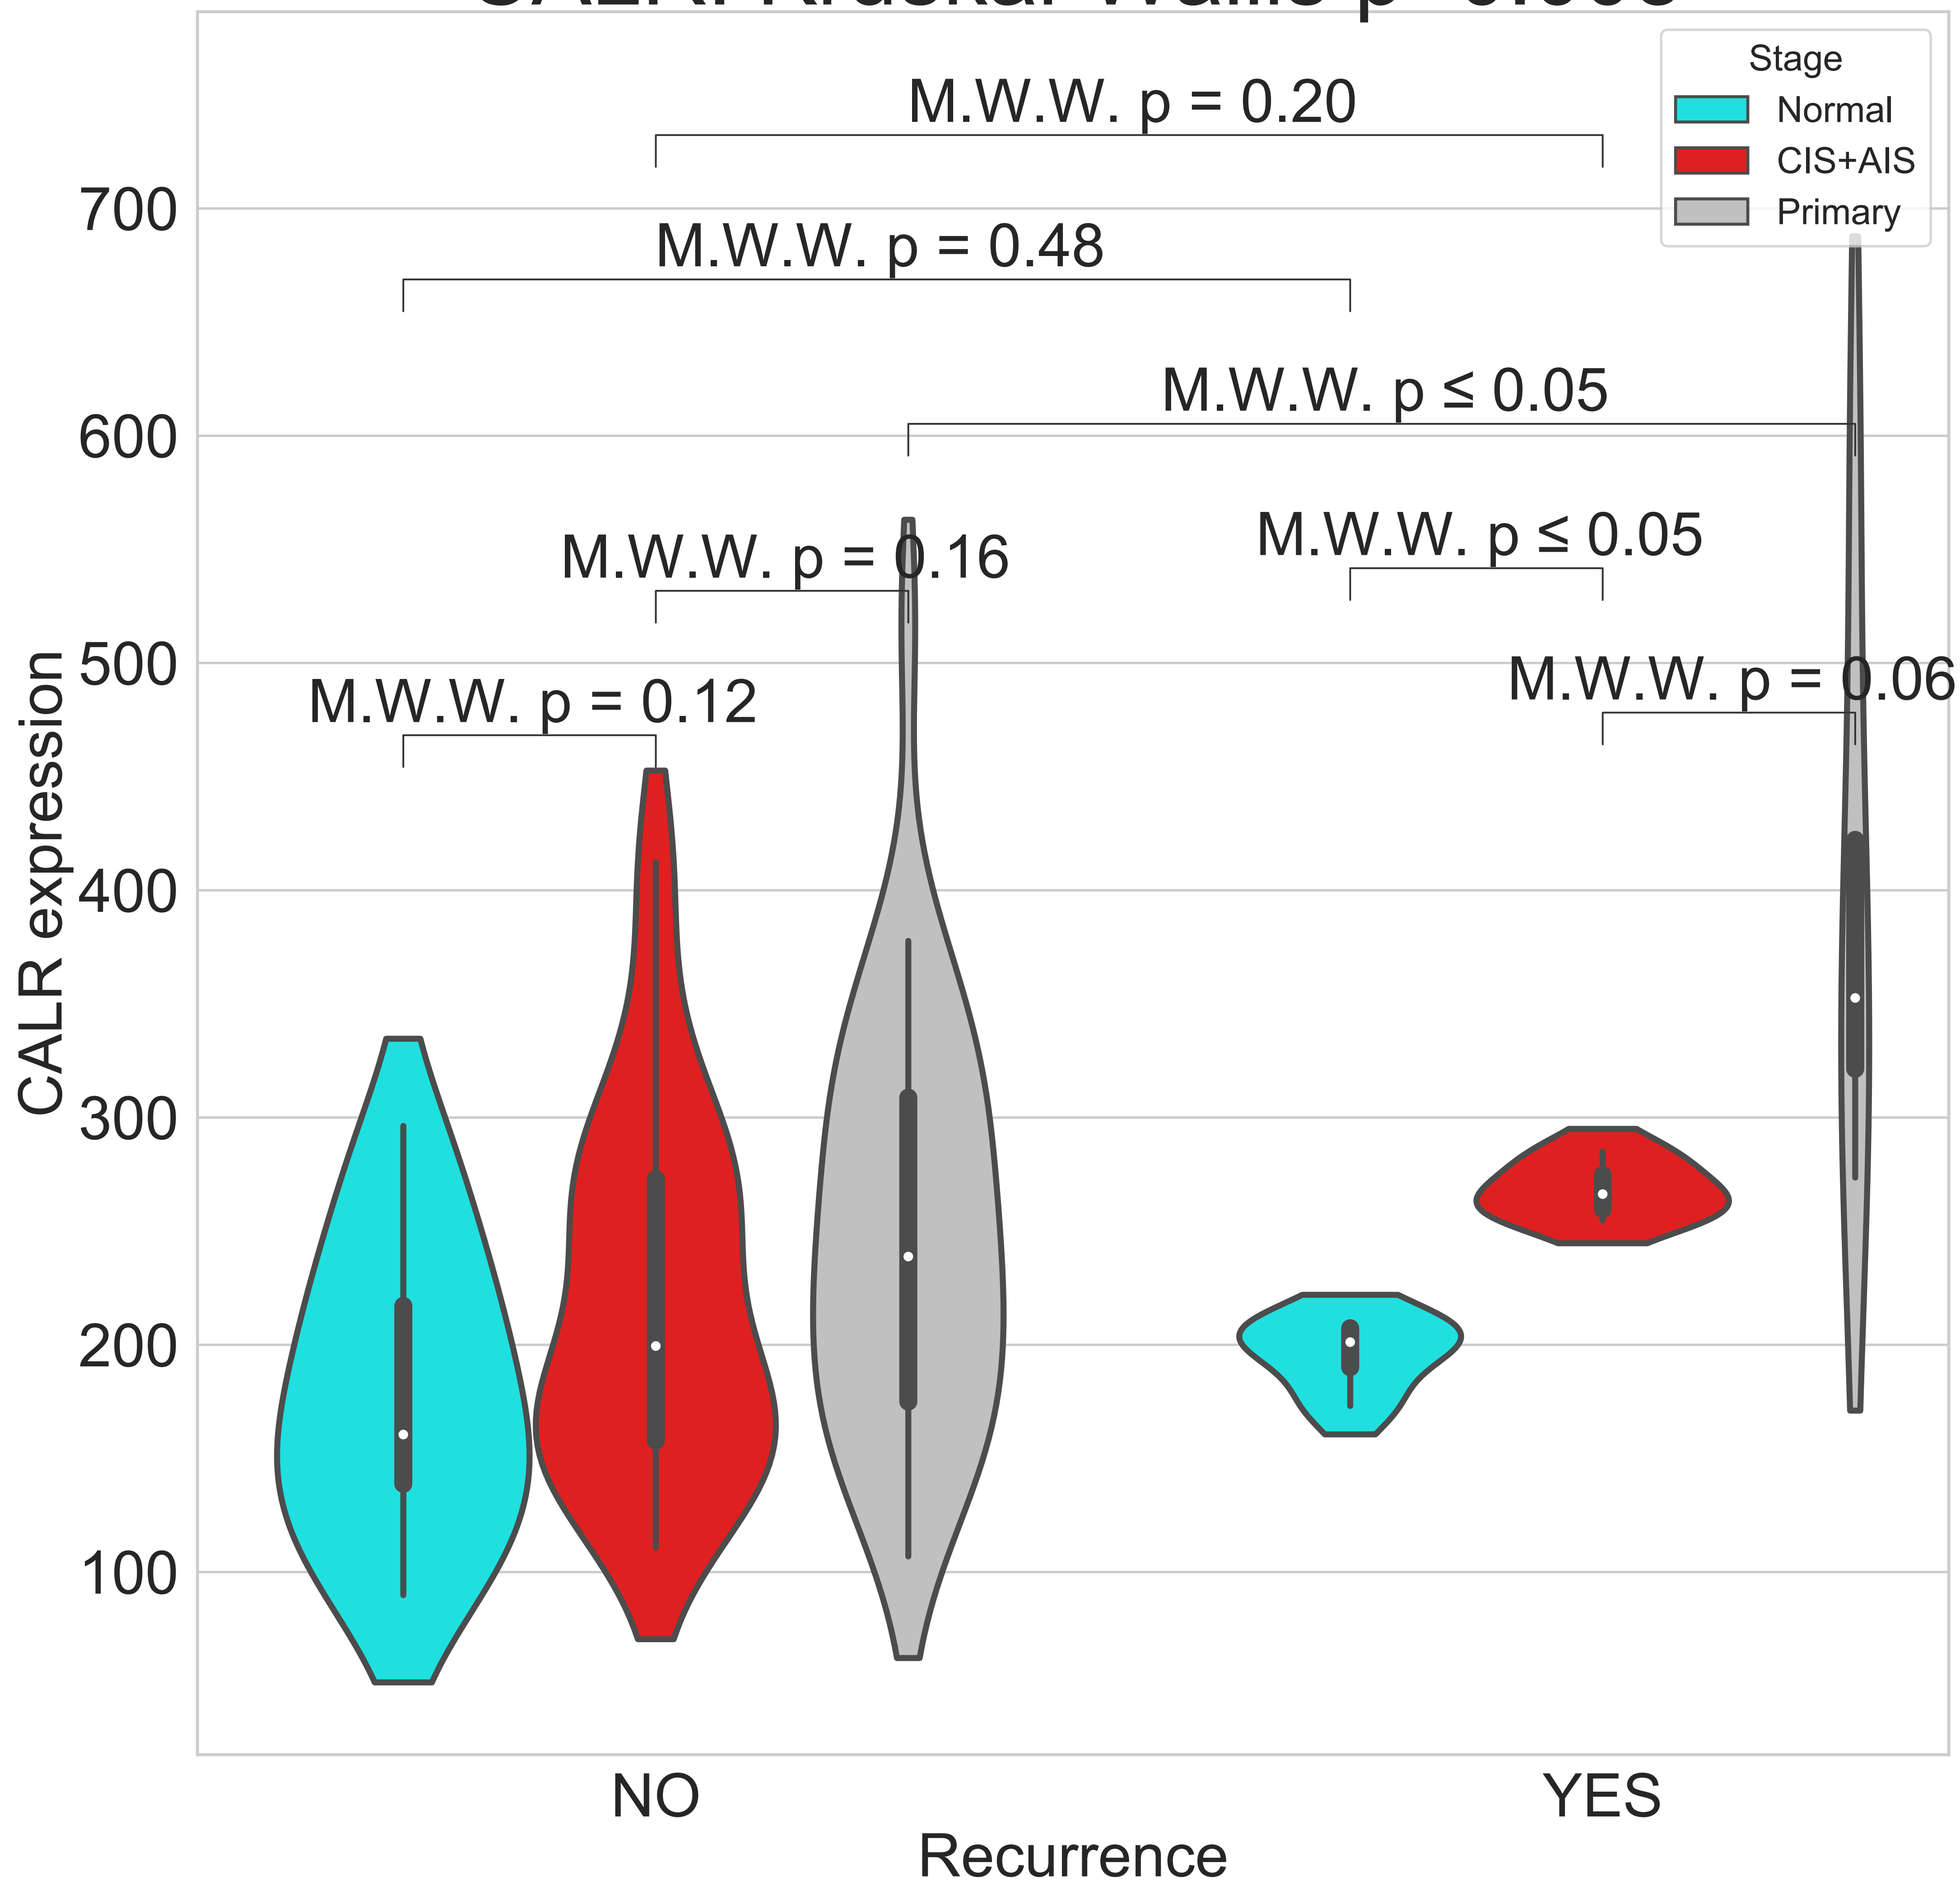 Stage
Normal
CIS+AIS
Primary
M.W.W. p = 0.20
M.W.W. p = 0.48
M.W.W. p ≤ 0.05
M.W.W. p ≤ 0.05
M.W.W. p = 0.16
M.W.W. p = 0.06
M.W.W. p = 0.12
700
600
500
400
300
200
100
CALR expression
NO
YES
Recurrence